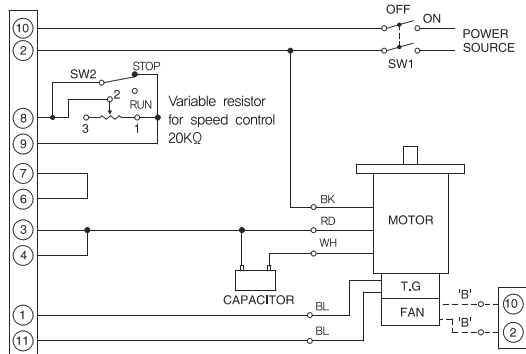 OFF
10
ON
POWER
SOURCE
2
SW1
STOP
SW2
2
RUN
Variable resistor
for speed control
20KΩ
8
3
1
9
7
6
BK
RD
MOTOR
3
WH
4
CAPACITOR
T.G
FAN
'B'
10
1
BL
'B'
2
11
BL